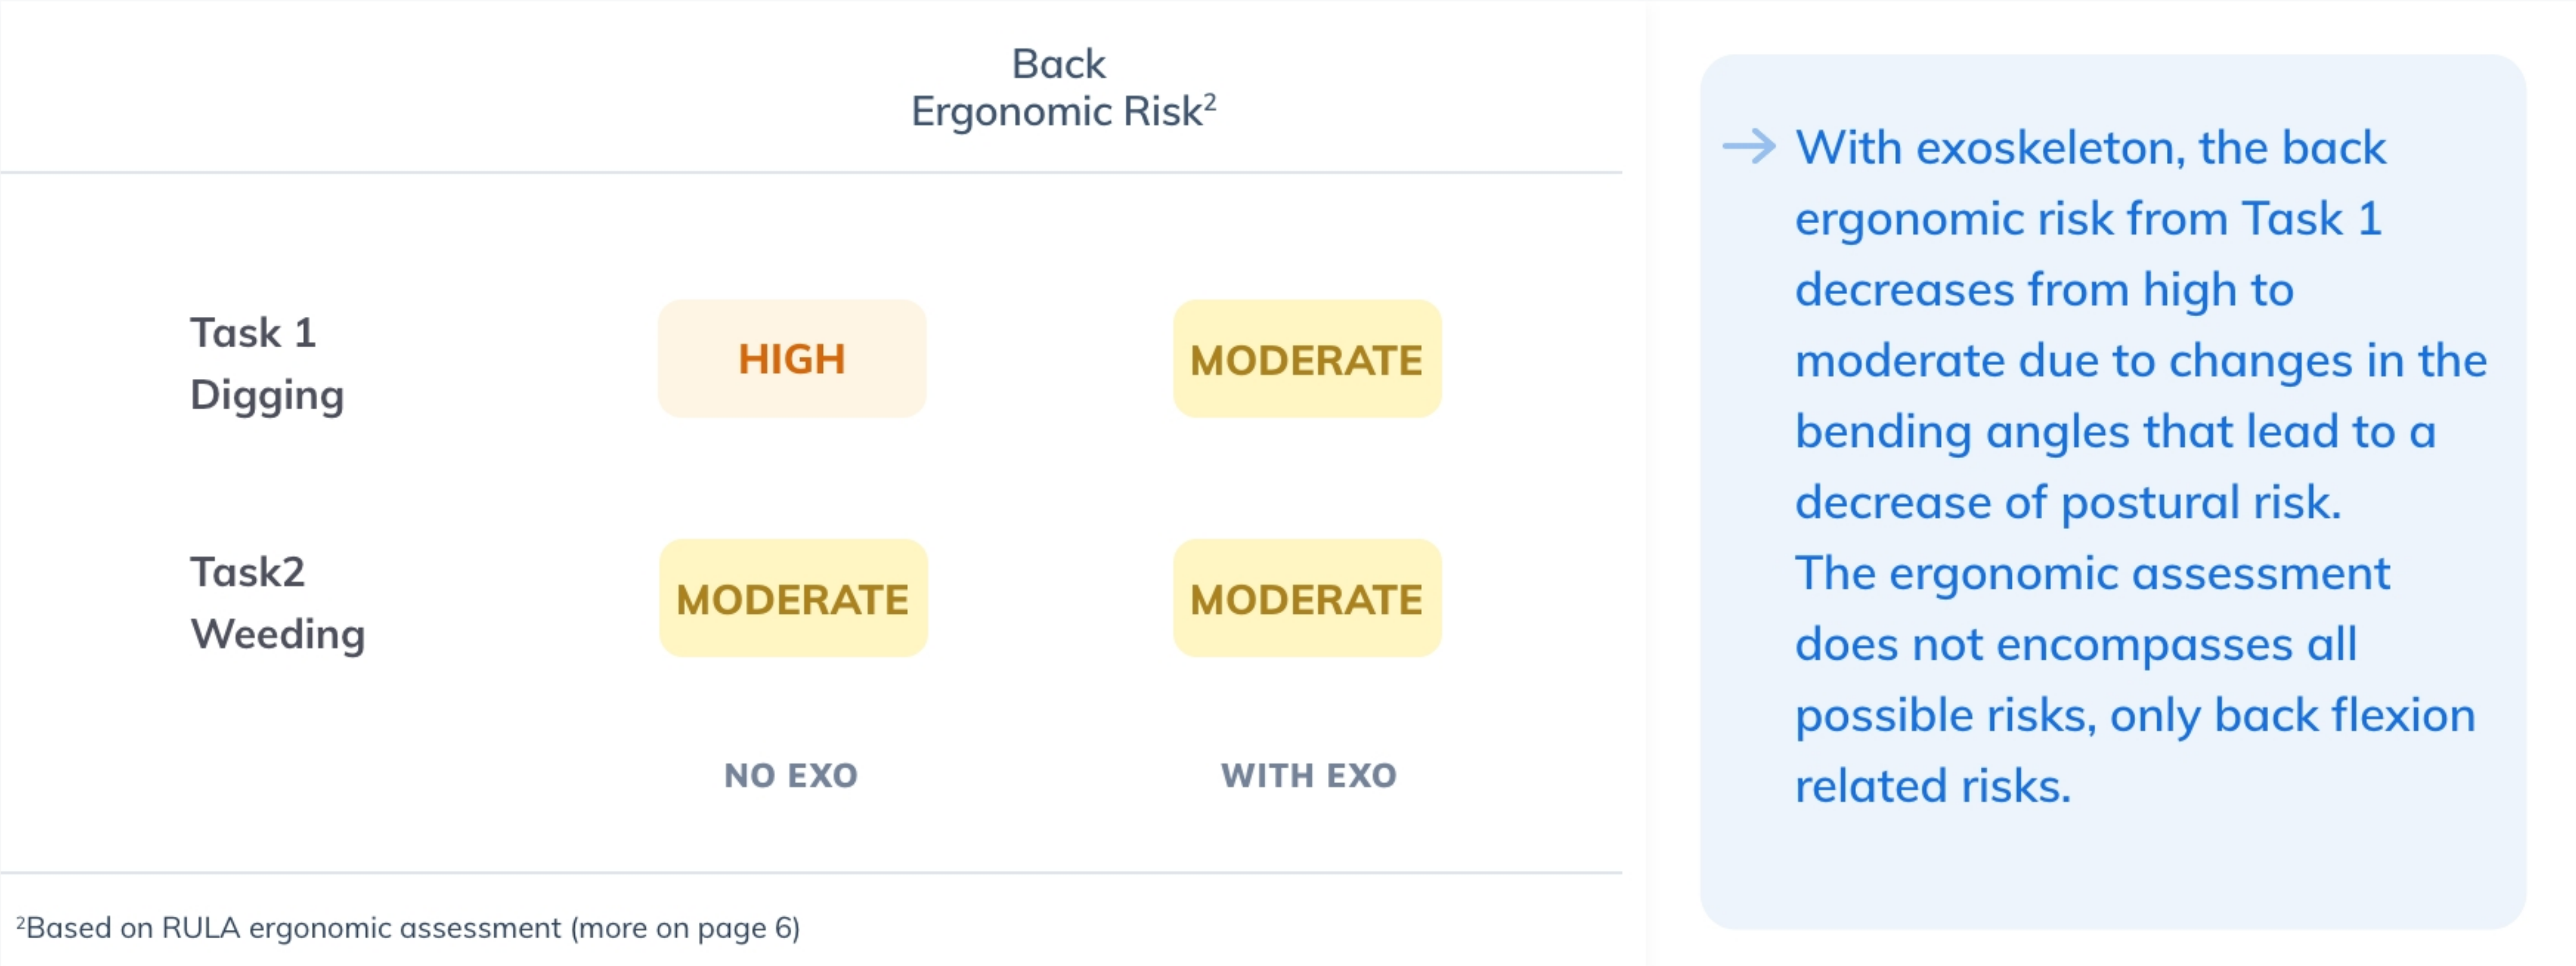 Back
Ergonomic Risk²
Task 1
Digging
HIGH
MODERATE
Task2
Weeding
MODERATE
MODERATE
NO EXO
WITH EXO
²Based on RULA ergonomic assessment (more on page 6)
→ With exoskeleton, the back
ergonomic risk from Task 1
decreases from high to
moderate due to changes in the
bending angles that lead to a
decrease of postural risk.
The ergonomic assessment
does not encompasses all
possible risks, only back flexion
related risks.